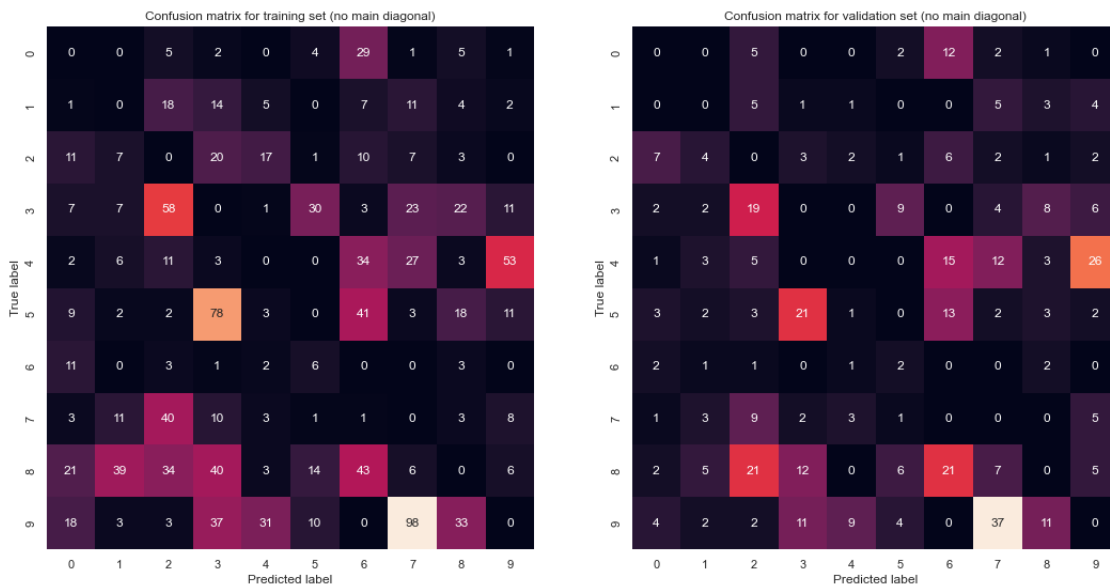 Confusion matrix for training set (no main diagonal)
0 0 0 5 2 0 4 29 1 5 1
1 1 0 18 14 5 0 7 11 4 2
2 11 7 0 20 17 1 10 7 3 0
3 7 7 58 0 1 30 3 23 22 11
4 2 6 11 3 0 0 34 27 3 53
5 9 2 2 78 3 0 41 3 18 11
6 11 0 3 1 2 6 0 0 3 0
7 3 11 40 10 3 1 1 0 3 8
8 21 39 34 40 3 14 43 6 0 6
9 18 3 3 37 31 10 0 98 33 0
0 1 2 3 4 5 6 7 8 9
True label
Predicted label
Confusion matrix for validation set (no main diagonal)
0 0 0 5 0 0 2 12 2 1 0
1 0 0 5 1 1 0 0 5 3 4
2 7 4 0 3 2 1 6 2 1 2
3 2 2 19 0 0 9 0 4 8 6
4 1 3 5 0 0 0 15 12 3 26
5 3 2 3 21 1 0 13 2 3 2
6 2 1 1 0 1 2 0 0 2 0
7 1 3 9 2 3 1 0 0 0 5
8 2 5 21 12 0 6 21 7 0 5
9 4 2 2 11 9 4 0 37 11 0
0 1 2 3 4 5 6 7 8 9
True label
Predicted label